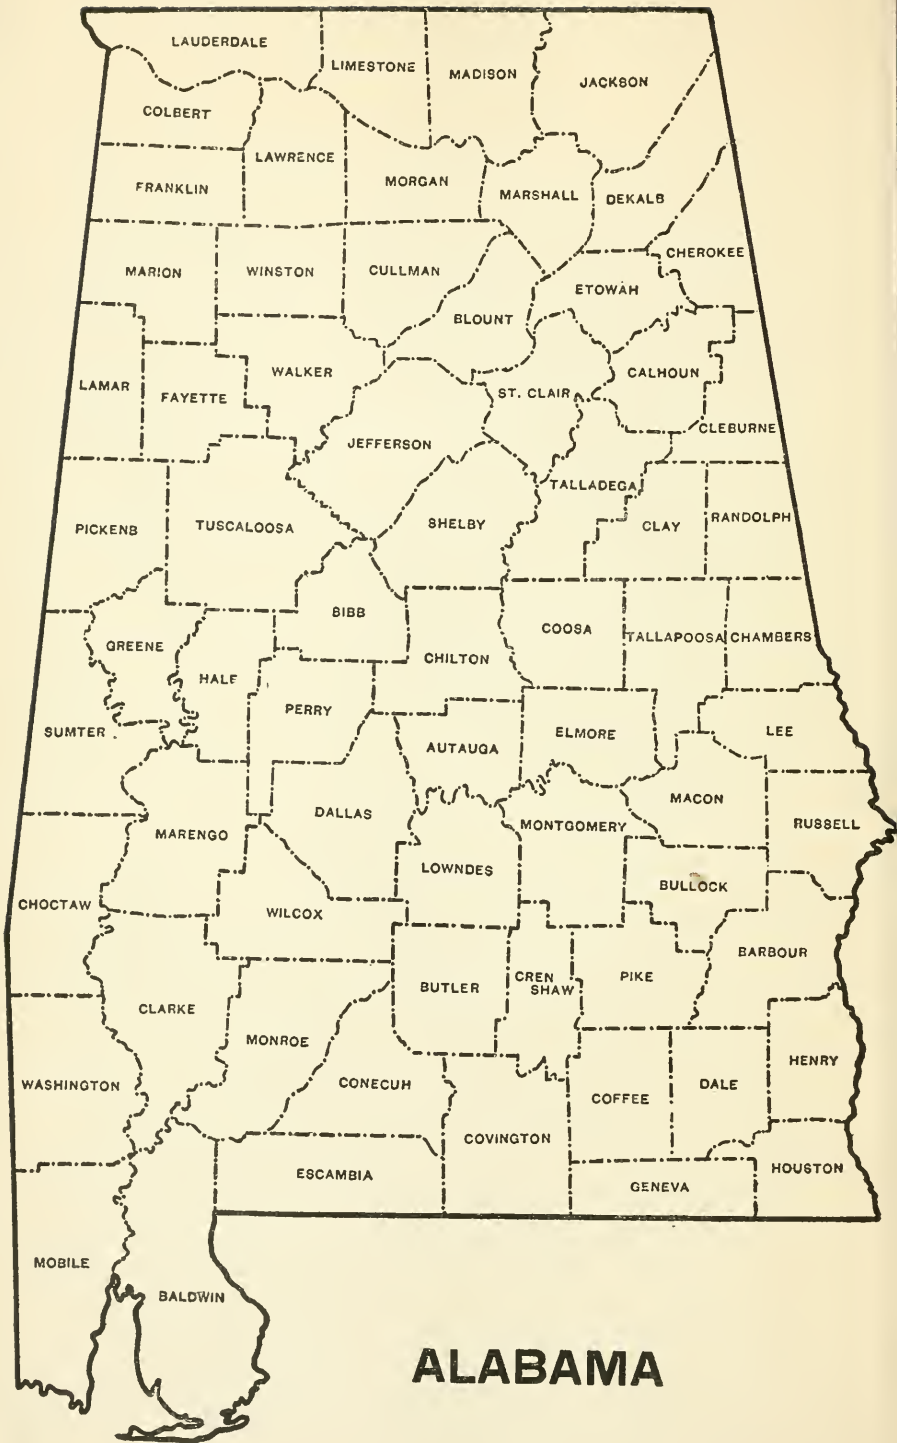 LAUDERDALE
LIMESTONE
MADISON
JACKSON
COLBERT
LAWRENCE
FRANKLIN
MORGAN
MARSHALL
DEKALB
CHEROKEE
MARION
WINSTON
CULLMAN
ETOWAH
BLOUNT
LAMAR
FAYETTE
WALKER
ST. CLAIR
CALHOUN
CLEBURNE
JEFFERSON
TALLADEGA
PICKENB
TUSCALOOSA
SHELBY
CLAY
RANDOLPH
BIBB
GREENE
HALE
CHILTON
COOSA
TALLAPOOSA
CHAMBERS
SUMTER
PERRY
AUTAUGA
ELMORE
LEE
MARENGO
DALLAS
MONTGOMERY
MACON
RUSSELL
LOWNDES
BULLOCK
CHOCTAW
WILCOX
BARBOUR
CLARKE
BUTLER
CREN
SHAW
PIKE
MONROE
CONECUH
COFFEE
DALE
HENRY
WASHINGTON
COVINGTON
ESCAMBIA
GENEVA
HOUSTON
MOBILE
BALDWIN
ALABAMA